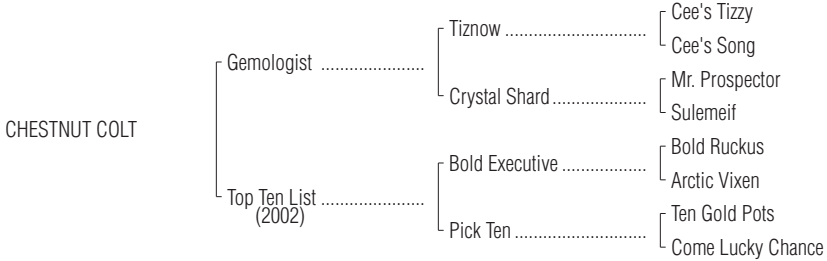 Cee's Tizzy
Tiznow ..............................
Cee's Song
Gemologist ......................
Mr. Prospector
Crystal Shard....................
Sulemeif
CHESTNUT COLT
Bold Ruckus
Bold Executive ..................
Arctic Vixen
Top Ten List ......................
(2002)
Ten Gold Pots
Pick Ten ............................
Come Lucky Chance